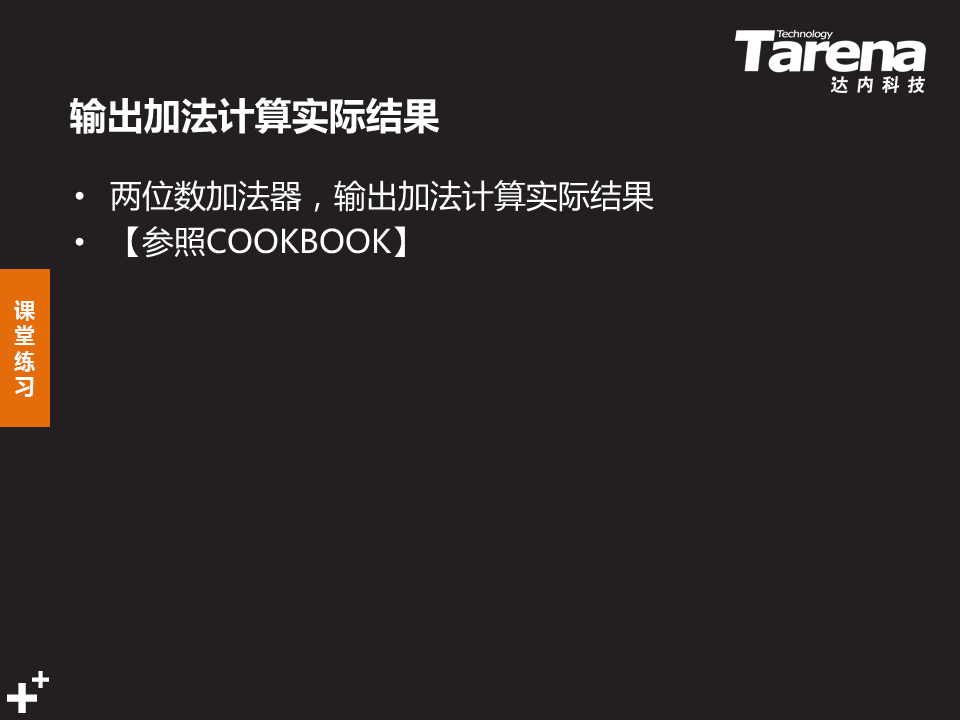 Technology
Tarena
达内科技
输出加法计算实际结果
• 两位数加法器，输出加法计算实际结果
• 【参照COOKBOOK】
课
堂
练
习